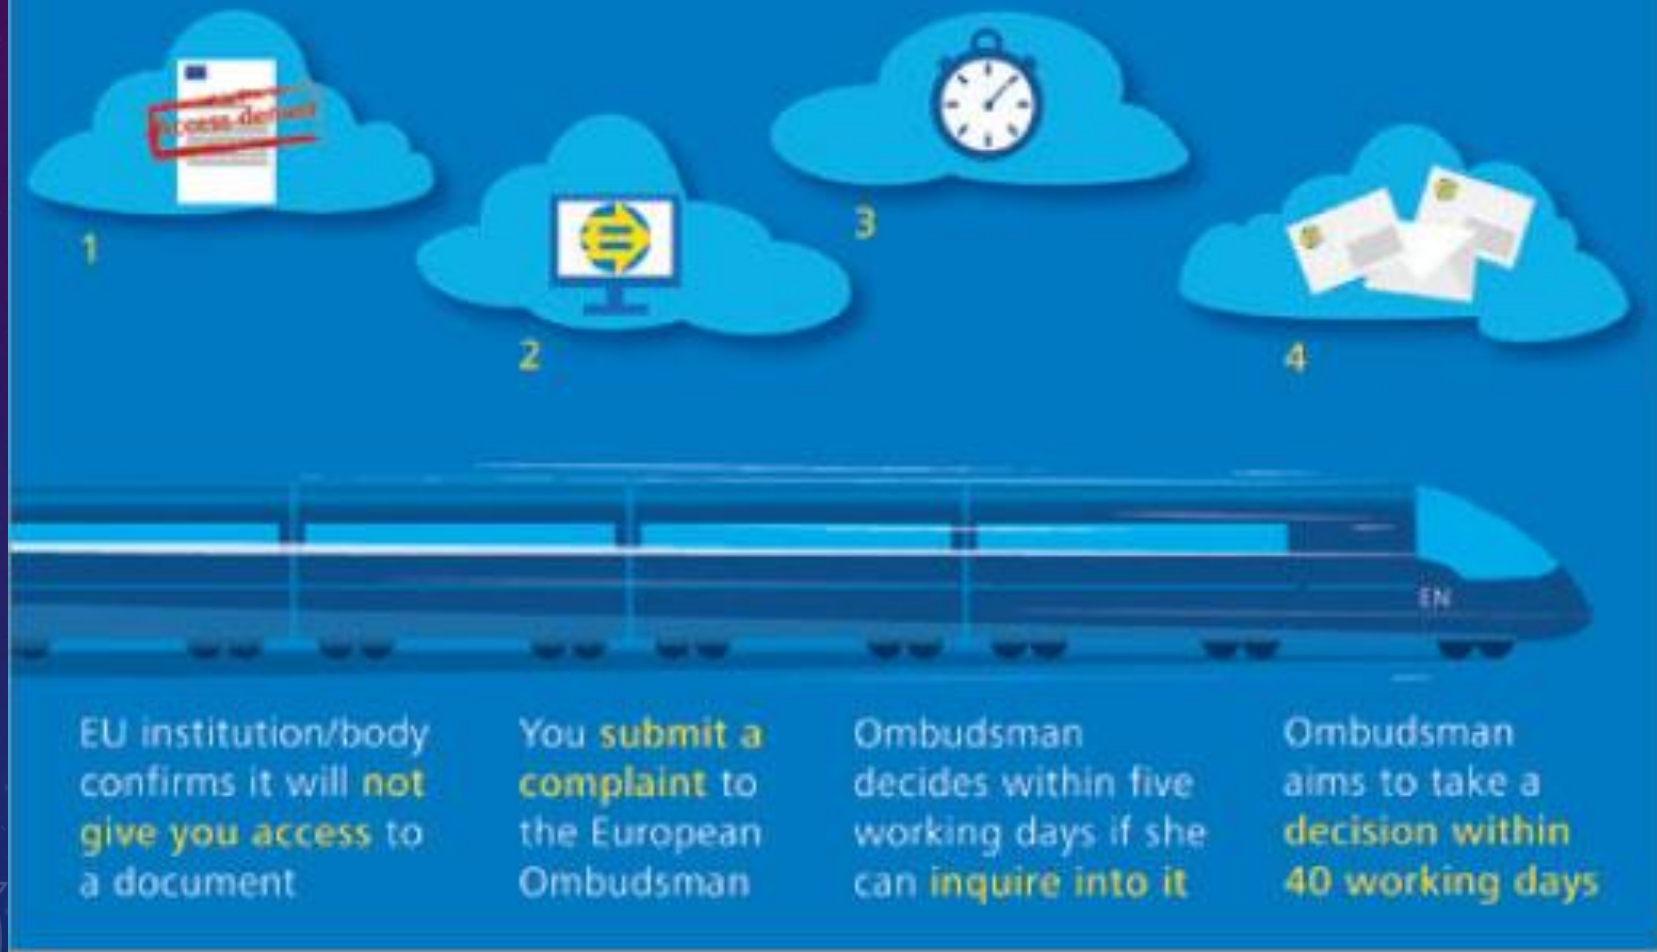 Access denied
1
2
3
4
EN
EU institution/body
confirms it will not
give you access to
a document
You submit a
complaint to
the European
Ombudsman
Ombudsman
decides within five
working days if she
can inquire into it
Ombudsman
aims to take a
decision within
40 working days